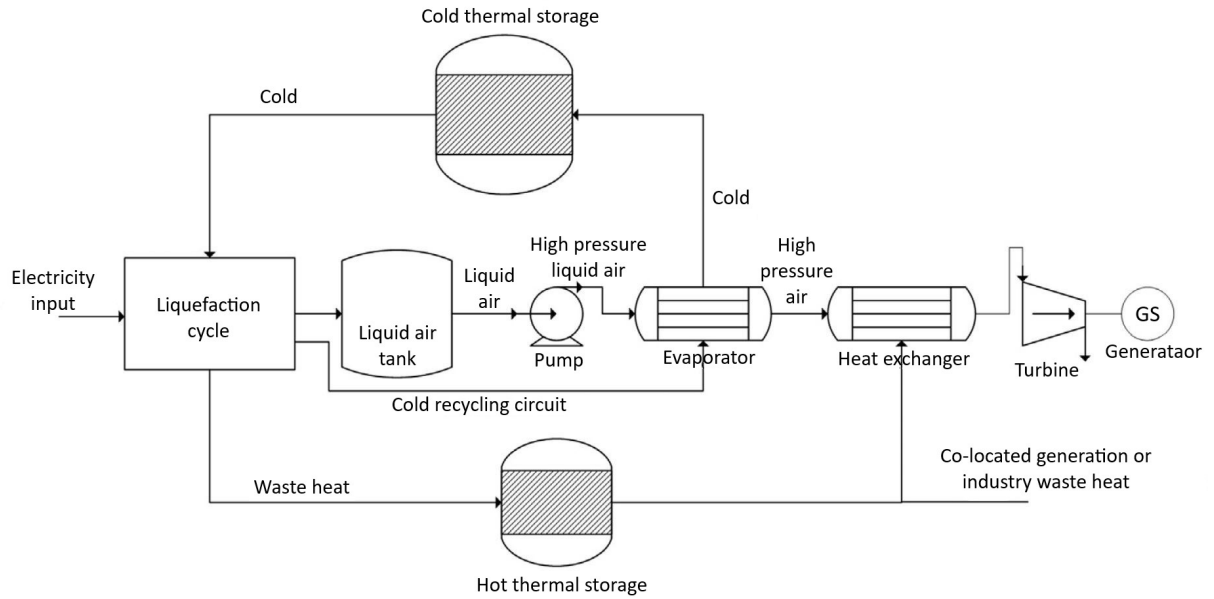 Cold thermal storage
Cold
Cold
High pressure
liquid air
High
pressure
air
Electricity
input
Liquefaction
cycle
Liquid air
tank
Liquid
air
Pump
Evaporator
Heat exchanger
Turbine
GS
Generataor
Cold recycling circuit
Waste heat
Co-located generation or
industry waste heat
Hot thermal storage